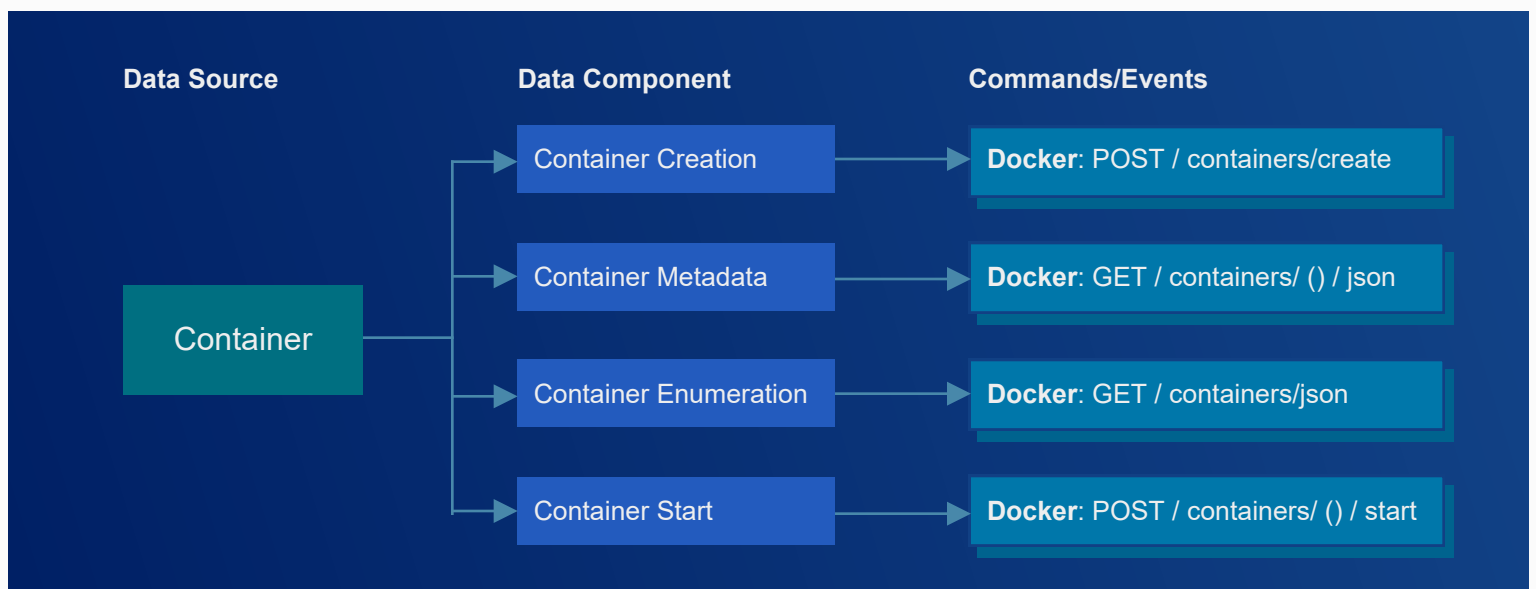 Data Source
Data Component
Commands/Events
Container
Container Creation
Docker: POST / containers/create
Container Metadata
Docker: GET / containers/ () / json
Container Enumeration
Docker: GET / containers/json
Container Start
Docker: POST / containers/ () / start